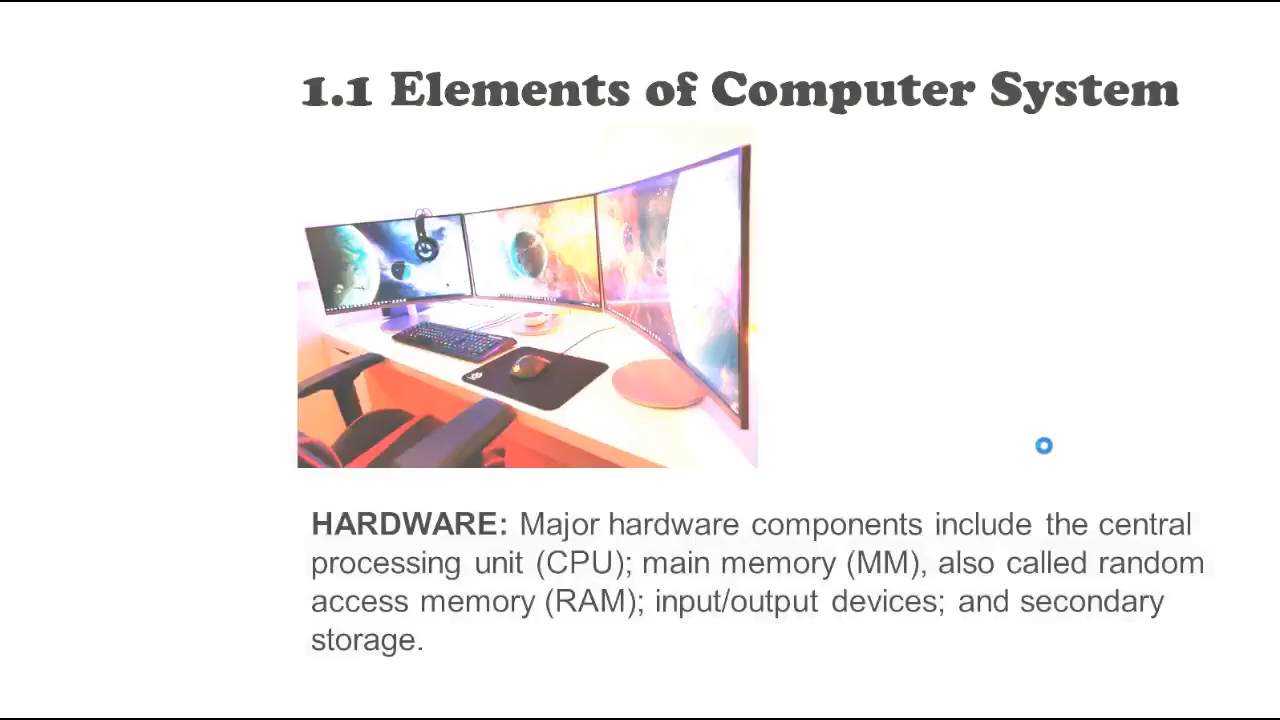 1.1 Elements of Computer System
HARDWARE: Major hardware components include the central
processing unit (CPU); main memory (MM), also called random
access memory (RAM); input/output devices; and secondary
storage.